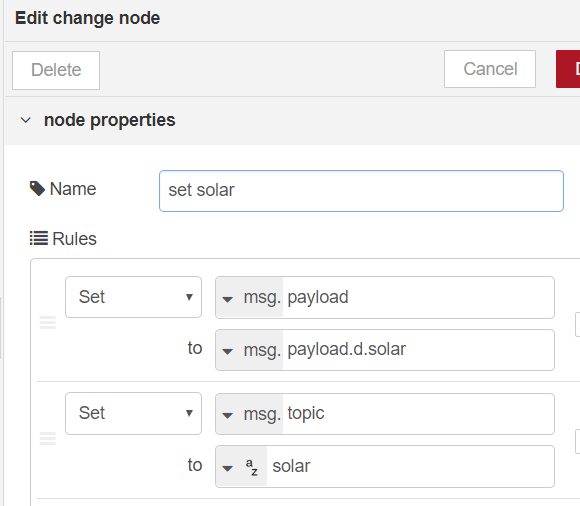 Edit change node
Delete
Cancel
node properties
Name
set solar
Rules
Set
msg. payload
to
msg. payload.d.solar
Set
msg. topic
to
az solar